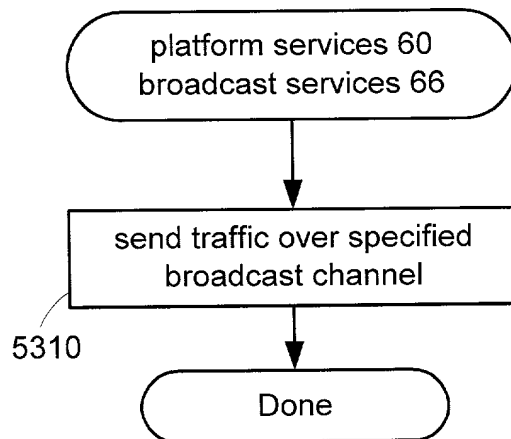 platform services 60
broadcast services 66
send traffic over specified
broadcast channel
5310
Done